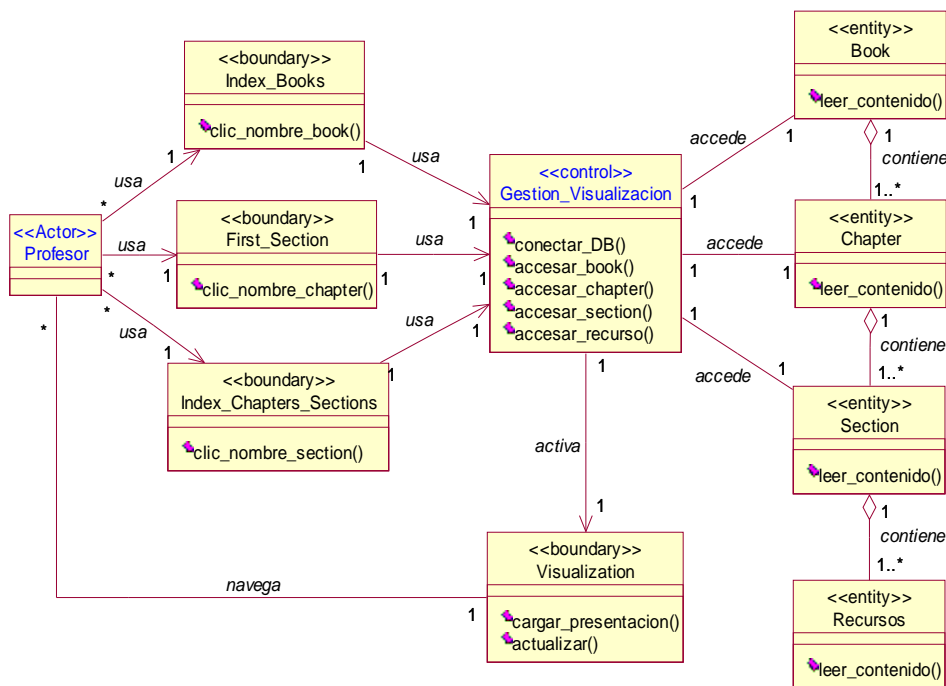 <<boundary>>
Index_Books
clic_nombre_book()
<<entity>>
Book
leer_contenido()
accede
1
1
usa
1
1
usa
1
*
1
contiene
1..*
<<control>>
Gestion_Visualizacion
conectar_DB()
accesar_book()
accesar_chapter()
accesar_section()
accesar_recurso()
<<Actor>>
Profesor
usa
*
1
<<boundary>>
First_Section
clic_nombre_chapter()
usa
1
1
accede
1
1
<<entity>>
Chapter
leer_contenido()
usa
*
1
<<boundary>>
Index_Chapters_Sections
clic_nombre_section()
usa
1
1
accede
1
1
1
contiene
1..*
<<entity>>
Section
leer_contenido()
1
activa
1
1
contiene
1..*
<<boundary>>
Visualization
cargar_presentacion()
actualizar()
*
navega
1
<<entity>>
Recursos
leer_contenido()